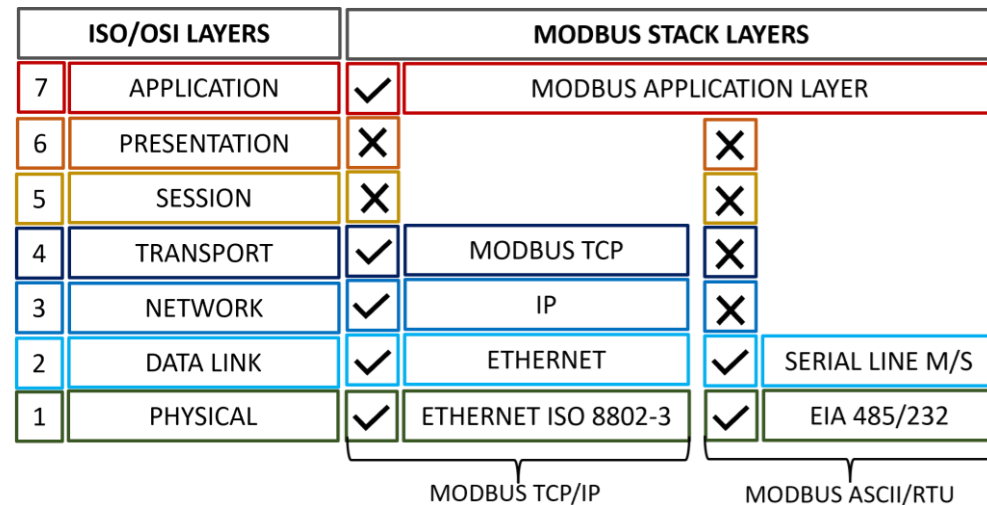 ISO/OSI LAYERS MODBUS STACK LAYERS
7 APPLICATION MODBUS APPLICATION LAYER
6 PRESENTATION
5 SESSION
4 TRANSPORT MODBUS TCP
3 NETWORK IP
2 DATA LINK ETHERNET SERIAL LINE M/S
1 PHYSICAL ETHERNET ISO 8802-3 EIA 485/232
MODBUS TCP/IP MODBUS ASCII/RTU